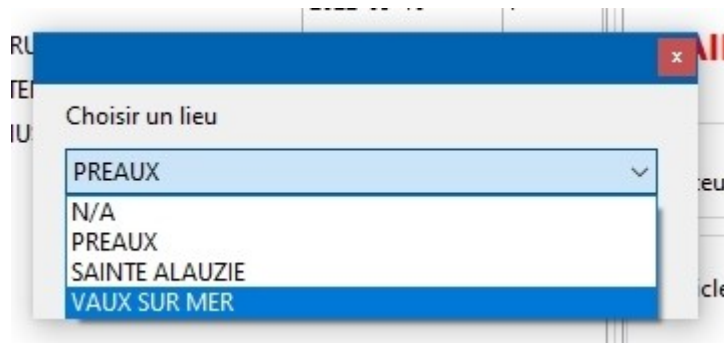 x
Choisir un lieu
PREAUX
N/A
PREAUX
SAINTE ALAUZIE
VAUX SUR MER